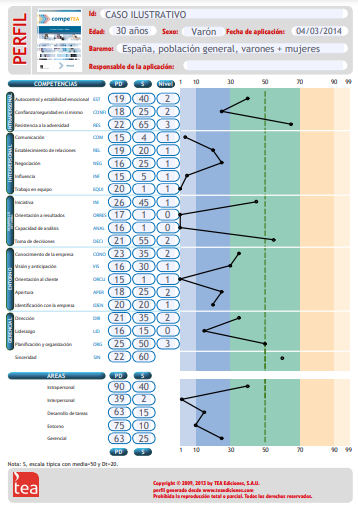 PERFIL
compeTEA
Id: CASO ILUSTRATIVO
Edad: 30 años Sexo: Varón Fecha de aplicación: 04/03/2014
Baremo: España, población general, varones + mujeres
Responsable de la aplicación:
COMPETENCIAS PD S Nivel 1 10 30 50 70 90 99
INTRAPERSONAL
Autocontrol y estabilidad emocional EST 19 40 2
Confianza/seguridad en sí mismo CONF 18 25 2
Resistencia a la adversidad RES 22 65 3
INTERPERSONAL
Comunicación COM 15 4 1
Establecimiento de relaciones REL 19 20 1
Negociación NEG 16 25 1
Influencia INF 15 5 1
Trabajo en equipo EQUI 20 1 1
Iniciativa INI 26 45 1
Orientación a resultados ORRES 17 1 0
Capacidad de análisis ANAL 16 1 0
Toma de decisiones DECI 21 55 2
ENTORNO
Conocimiento de la empresa CONO 23 35 2
Visión y anticipación VIS 16 30 1
Orientación al cliente ORCLI 15 1 1
Apertura APER 18 25 2
Identificación con la empresa IDEN 20 20 1
GERENCIAL
Dirección DIR 21 35 2
Liderazgo LID 16 15 0
Planificación y organización ORG 25 50 3
Sinceridad SIN 22 60
ÁREAS PD S
Intrapersonal 90 40
Interpersonal 39 2
Desarrollo de tareas 63 15
Entorno 75 10
Gerencial 63 25
PD S 1 10 30 50 70 90 99
Nota: S, escala típica con media=50 y Dt=20.
tea
Copyright © 2009, 2013 by TEA Ediciones, S.A.U.
perfil generado desde www.teaediciones.com
Prohibida la reproducción total o parcial. Todos los derechos reservados.